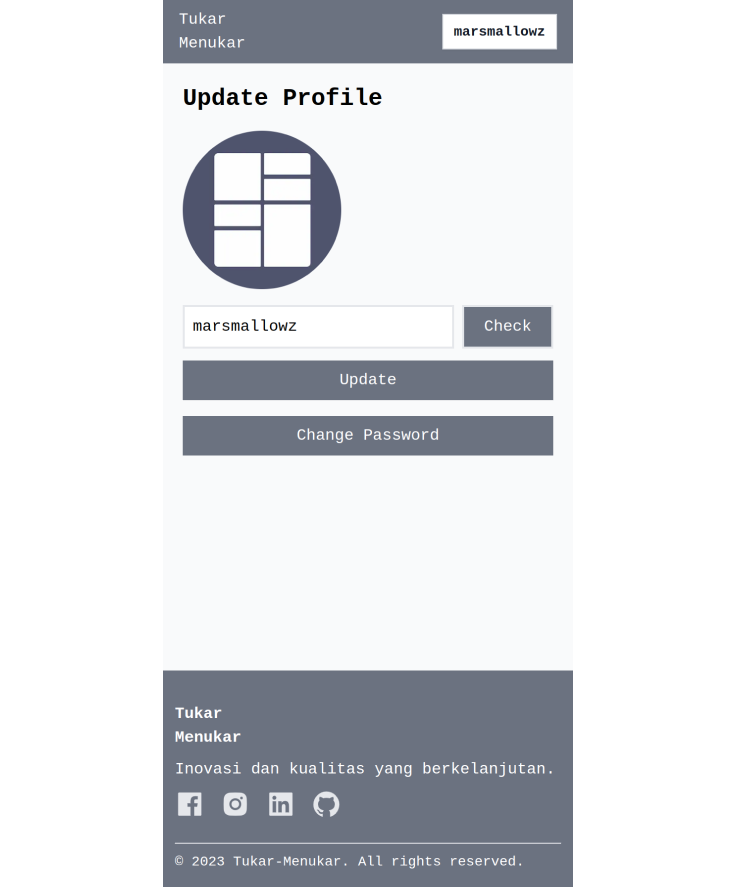 Tukar
Menukar
marsmallowz
Update Profile
marsmallowz
Check
Update
Change Password
Tukar
Menukar
Inovasi dan kualitas yang berkelanjutan.
© 2023 Tukar-Menukar. All rights reserved.